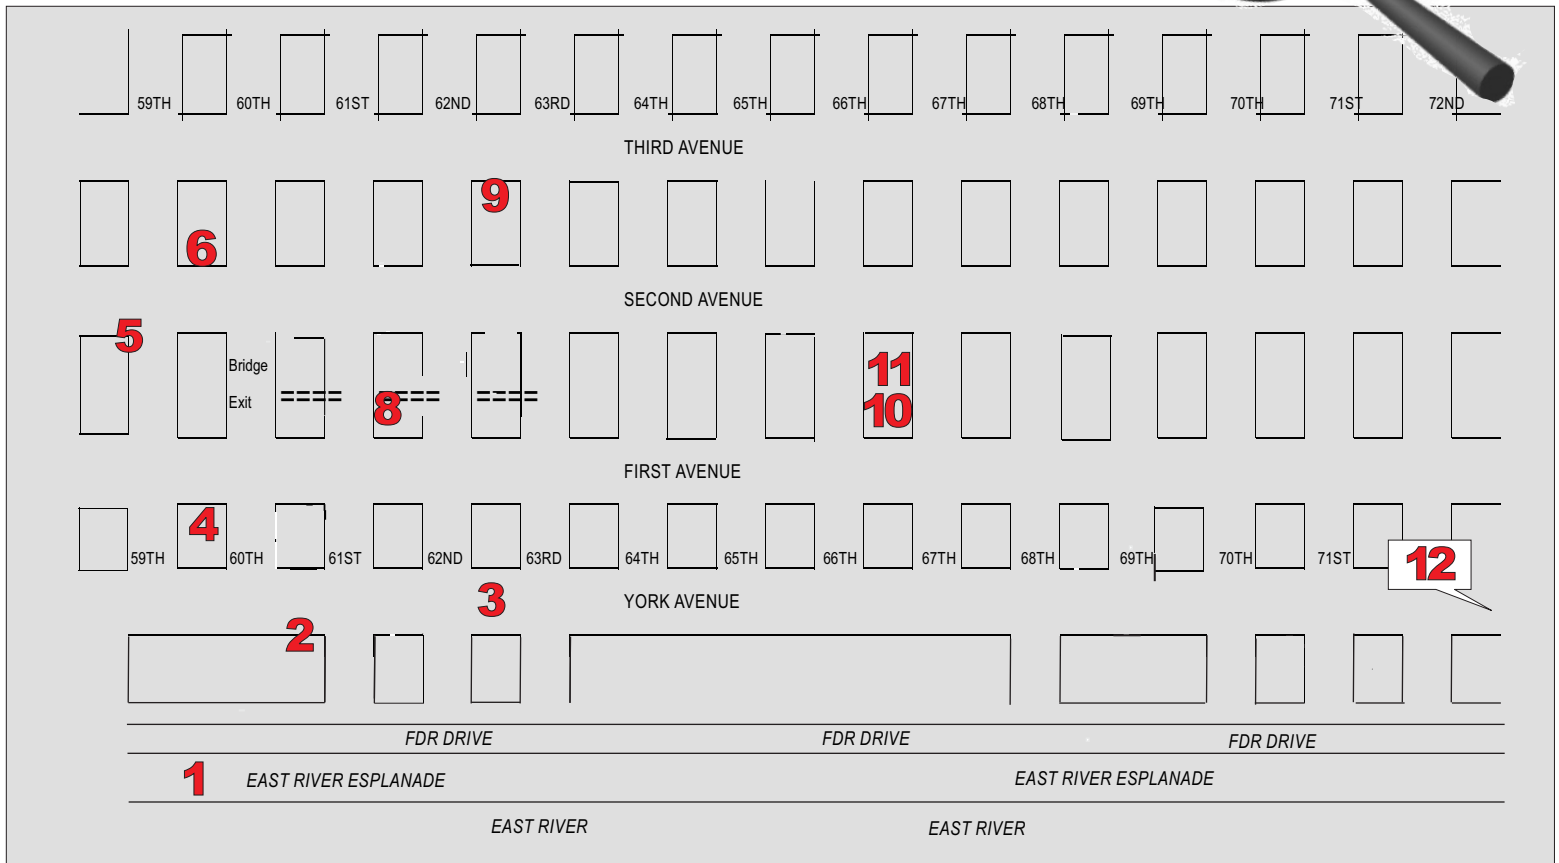 59TH 60TH 61ST 62ND 63RD 64TH 65TH 66TH 67TH 68TH 69TH 70TH 71ST 72ND
THIRD AVENUE
9
6
SECOND AVENUE
5
Bridge
11
Exit
8
10
FIRST AVENUE
4
59TH 60TH 61ST 62ND 63RD 64TH 65TH 66TH 67TH 68TH 69TH 70TH 71ST
12
3
YORK AVENUE
2
FDR DRIVE FDR DRIVE FDR DRIVE
1
EAST RIVER ESPLANADE EAST RIVER ESPLANADE
EAST RIVER EAST RIVER